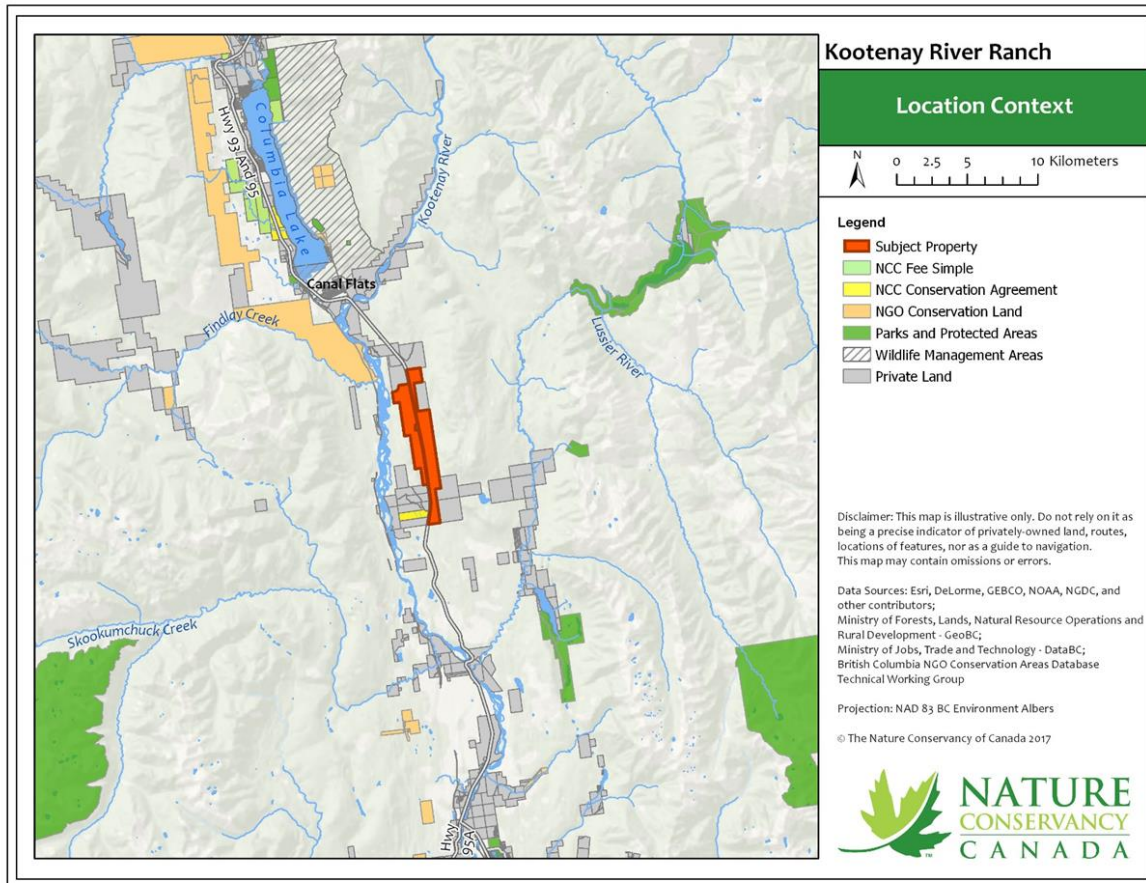 Kootenay River Ranch
Location Context
N
0 2.5 5 10 Kilometers
Legend
Subject Property
NCC Fee Simple
NCC Conservation Agreement
NGO Conservation Land
Parks and Protected Areas
Wildlife Management Areas
Private Land
Disclaimer: This map is illustrative only. Do not rely on it as
being a precise indicator of privately-owned land, routes,
locations of features, nor as a guide to navigation.
This map may contain omissions or errors.
Data Sources: Esri, DeLorme, GEBCO, NOAA, NGDC, and
other contributors;
Ministry of Forests, Lands, Natural Resource Operations and
Rural Development - GeoBC;
Ministry of Jobs, Trade and Technology - DataBC;
British Columbia NGO Conservation Areas Database
Technical Working Group
Projection: NAD 83 BC Environment Albers
© The Nature Conservancy of Canada 2017
NATURE
CONSERVANCY
CANADA
TM
Hwy 93 And 95
Columbia Lake
Kootenay River
Canal Flats
Findlay Creek
Lussier River
Skookumchuck Creek
Hwy
95A